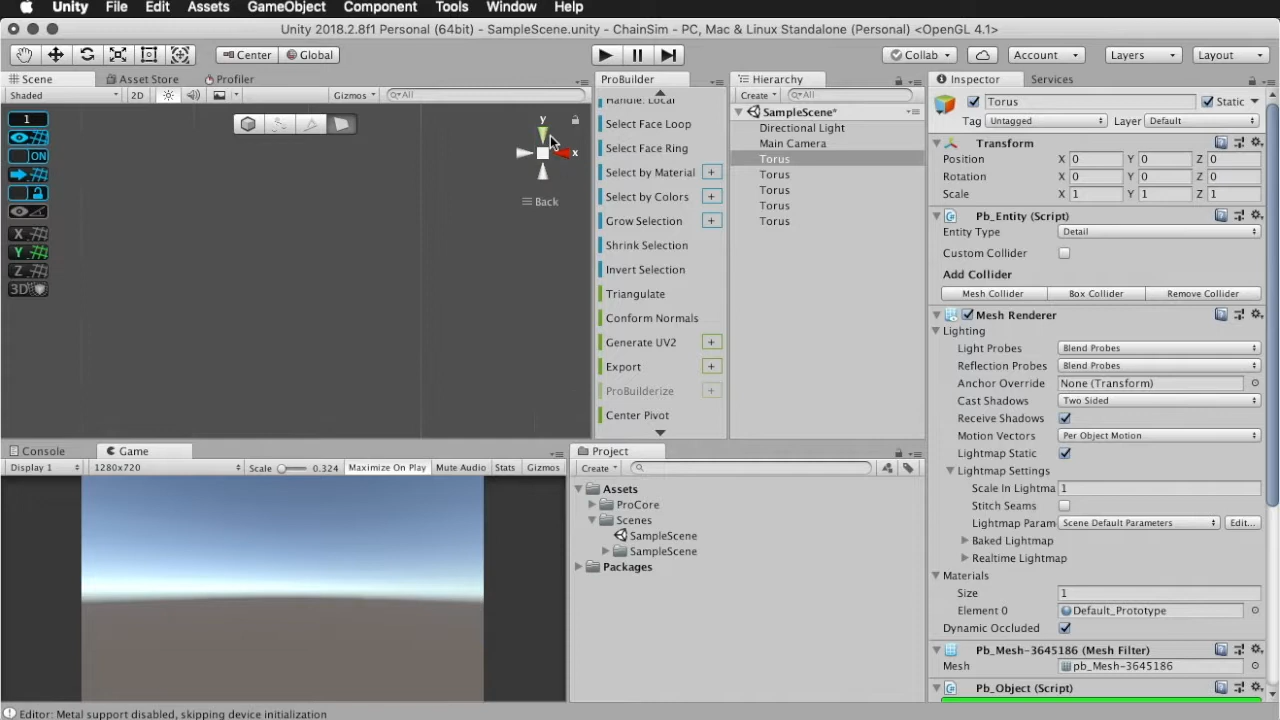 Unity File Edit Assets GameObject Component Tools Window Help
Unity 2018.2.8f1 Personal (64bit) - SampleScene.unity - ChainSim - PC, Mac & Linux Standalone (Personal) <OpenGL 4.1>
Center Global Collab Account Layers Layout
Scene Asset Store Profiler
Shaded 2D Gizmos All
1
ON
X
Y
Z
3D
y
x
Back
ProBuilder
Handle: Local
Select Face Loop
Select Face Ring
Select by Material +
Select by Colors +
Grow Selection +
Shrink Selection
Invert Selection
Triangulate
Conform Normals
Generate UV2 +
Export +
ProBuilderize +
Center Pivot
Hierarchy
Create All
SampleScene*
Directional Light
Main Camera
Torus
Torus
Torus
Torus
Torus
Inspector Services
Torus Static
Tag Untagged Layer Default
Transform
Position X 0 Y 0 Z 0
Rotation X 0 Y 0 Z 0
Scale X 1 Y 1 Z 1
Pb_Entity (Script)
Entity Type Detail
Custom Collider
Add Collider
Mesh Collider Box Collider Remove Collider
Mesh Renderer
Lighting
Light Probes Blend Probes
Reflection Probes Blend Probes
Anchor Override None (Transform)
Cast Shadows Two Sided
Receive Shadows
Motion Vectors Per Object Motion
Lightmap Static
Lightmap Settings
Scale In Lightma 1
Stitch Seams
Lightmap Param Scene Default Parameters Edit...
Baked Lightmap
Realtime Lightmap
Materials
Size 1
Element 0 Default_Prototype
Dynamic Occluded
Pb_Mesh-3645186 (Mesh Filter)
Mesh pb_Mesh-3645186
Pb_Object (Script)
Console Game
Display 1 1280x720 Scale 0.324 Maximize On Play Mute Audio Stats Gizmos
Project
Create
Assets
ProCore
Scenes
SampleScene
SampleScene
Packages
Editor: Metal support disabled, skipping device initialization